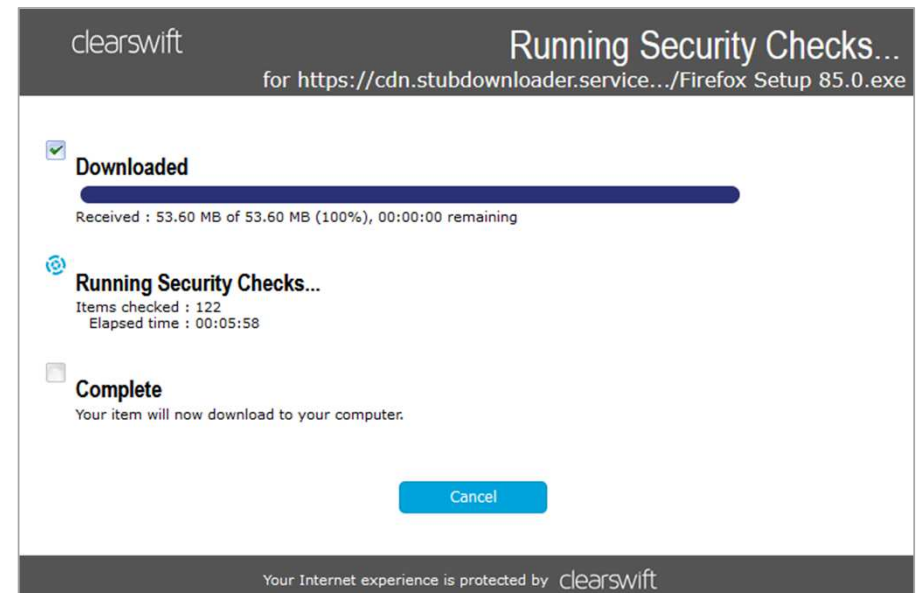 clearswift
Running Security Checks...
for https://cdn.stubdownloader.service.../Firefox Setup 85.0.exe
Downloaded
Received : 53.60 MB of 53.60 MB (100%), 00:00:00 remaining
Running Security Checks...
Items checked : 122
Elapsed time : 00:05:58
Complete
Your item will now download to your computer.
Cancel
Your Internet experience is protected by clearswift